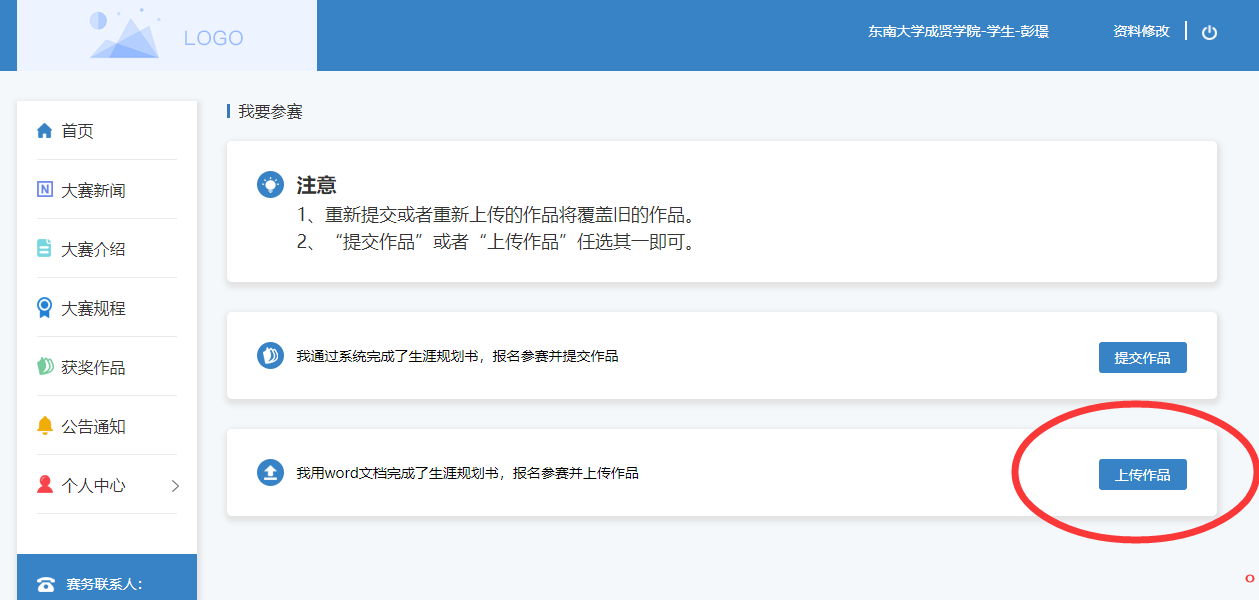 LOGO
东南大学成贤学院-学生-彭璟
资料修改
首页
大赛新闻
大赛介绍
大赛规程
获奖作品
公告通知
个人中心
赛务联系人：
我要参赛
注意
1、重新提交或者重新上传的作品将覆盖旧的作品。
2、“提交作品”或者“上传作品”任选其一即可。
我通过系统完成了生涯规划书，报名参赛并提交作品
提交作品
我用word文档完成了生涯规划书，报名参赛并上传作品
上传作品